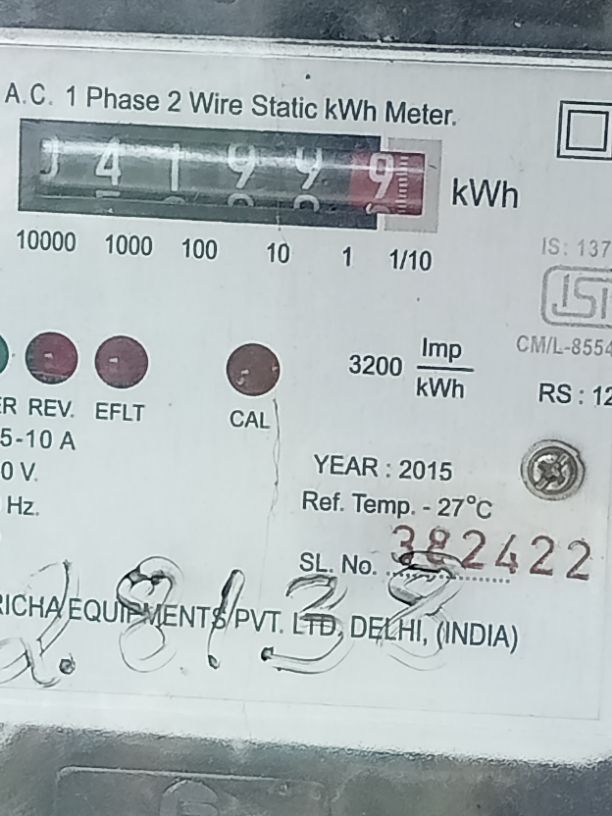 A.C. 1 Phase 2 Wire Static kWh Meter.
4 1 9 9 9 kWh
10000 1000 100 10 1 1/10
IS: 137
ISI
3200 Imp/kWh
CM/L-8554
R REV. EFLT CAL
RS : 12
5-10 A
0 V.
Hz.
YEAR : 2015
Ref. Temp. - 27°C
SL. No. 382422
RICHA EQUIPMENTS PVT. LTD, DELHI, (INDIA)